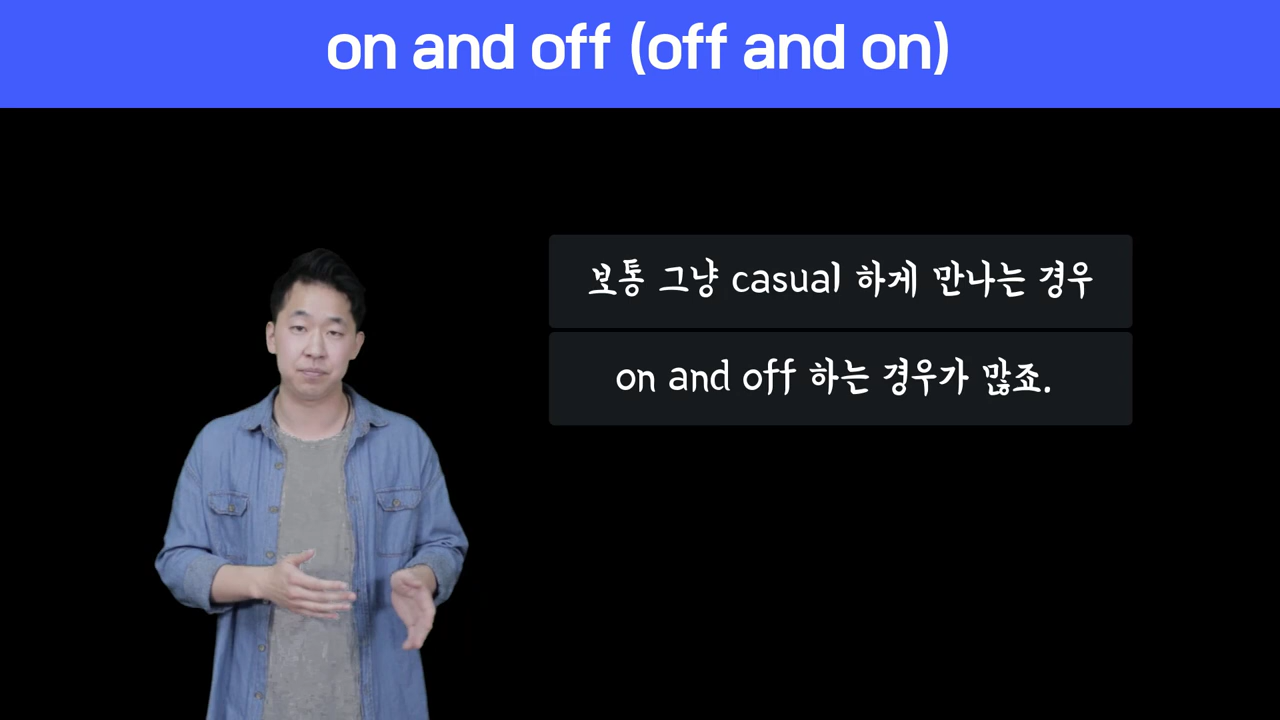 on and off (off and on)
보통 그냥 casual 하게 만나는 경우
on and off 하는 경우가 많죠.